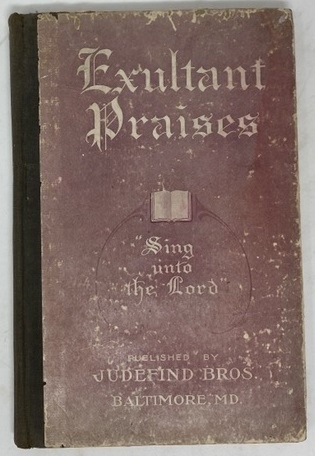 Exultant
Praises
"Sing
unto
the Lord"
PUBLISHED BY
JUDEFIND BROS.
BALTIMORE, MD.